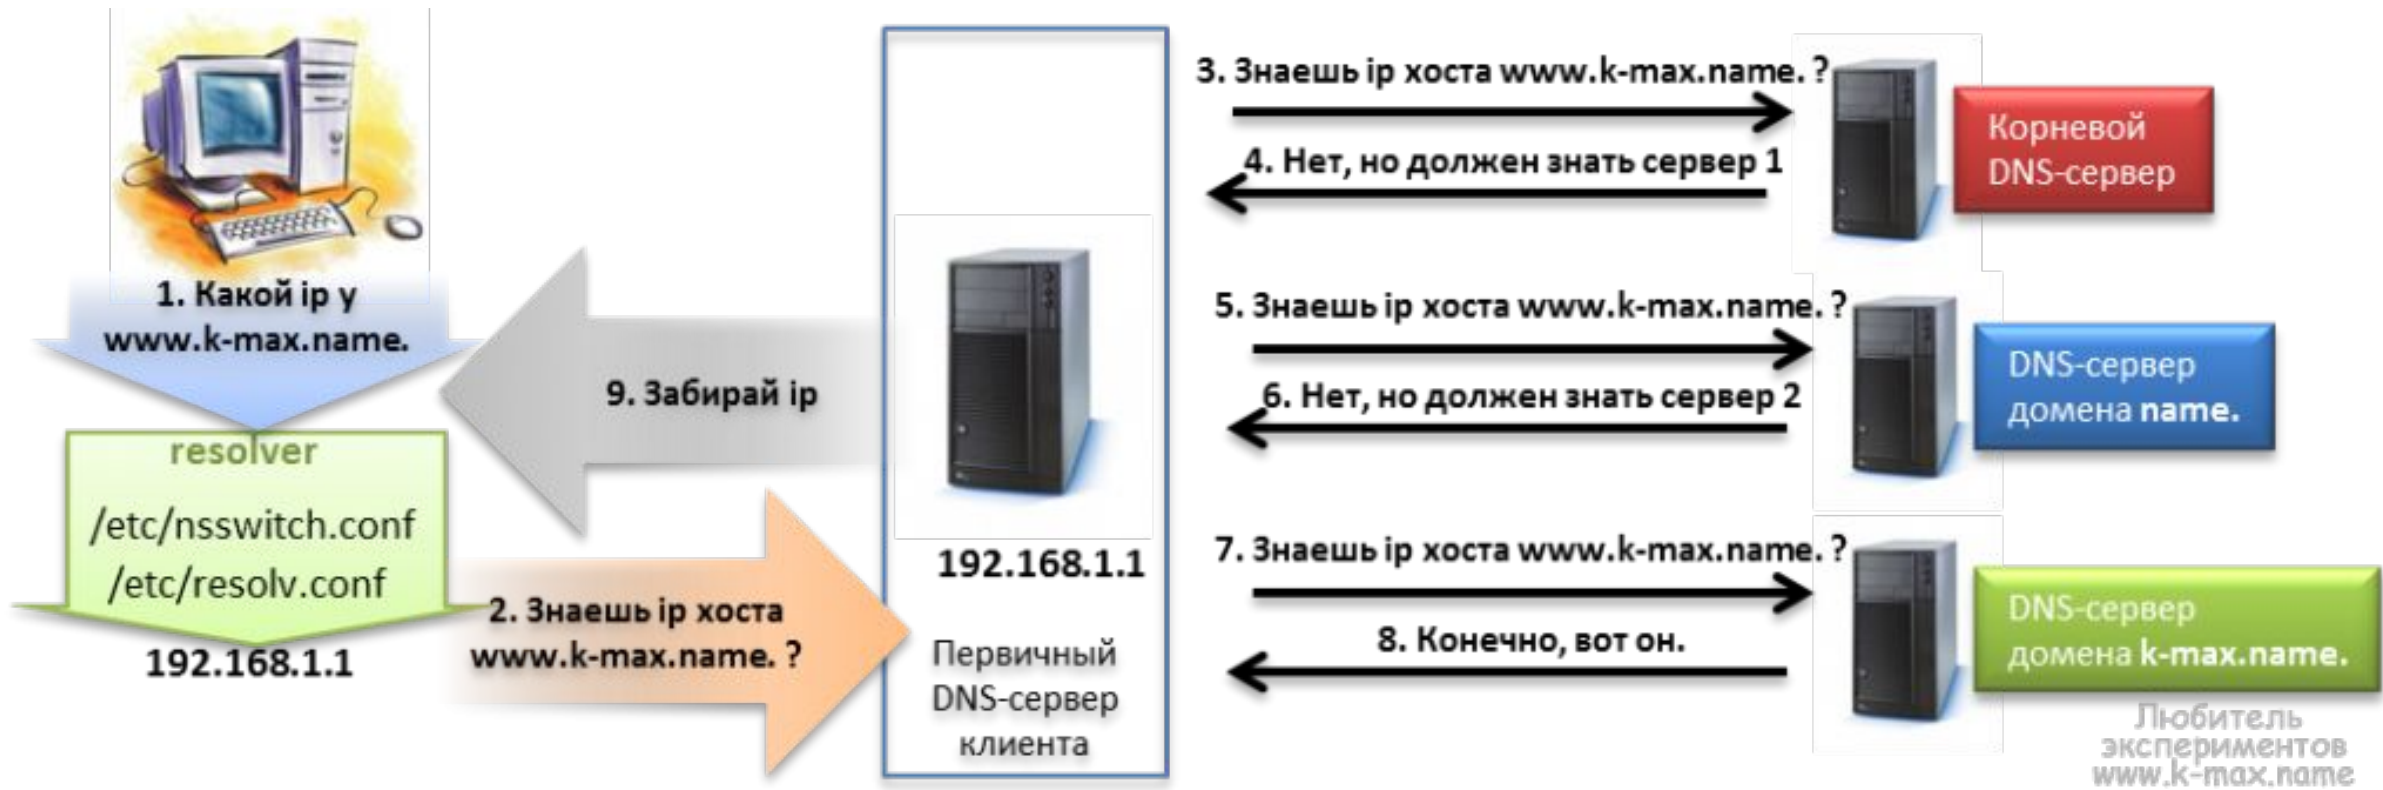 1. Какой ip у
www.k-max.name.
resolver
/etc/nsswitch.conf
/etc/resolv.conf
192.168.1.1
2. Знаешь ip хоста
www.k-max.name. ?
9. Забирай ip
192.168.1.1
Первичный
DNS-сервер
клиента
3. Знаешь ip хоста www.k-max.name. ?
4. Нет, но должен знать сервер 1
Корневой
DNS-сервер
5. Знаешь ip хоста www.k-max.name. ?
6. Нет, но должен знать сервер 2
DNS-сервер
домена name.
7. Знаешь ip хоста www.k-max.name. ?
8. Конечно, вот он.
DNS-сервер
домена k-max.name.
Любитель
экспериментов
www.k-max.name